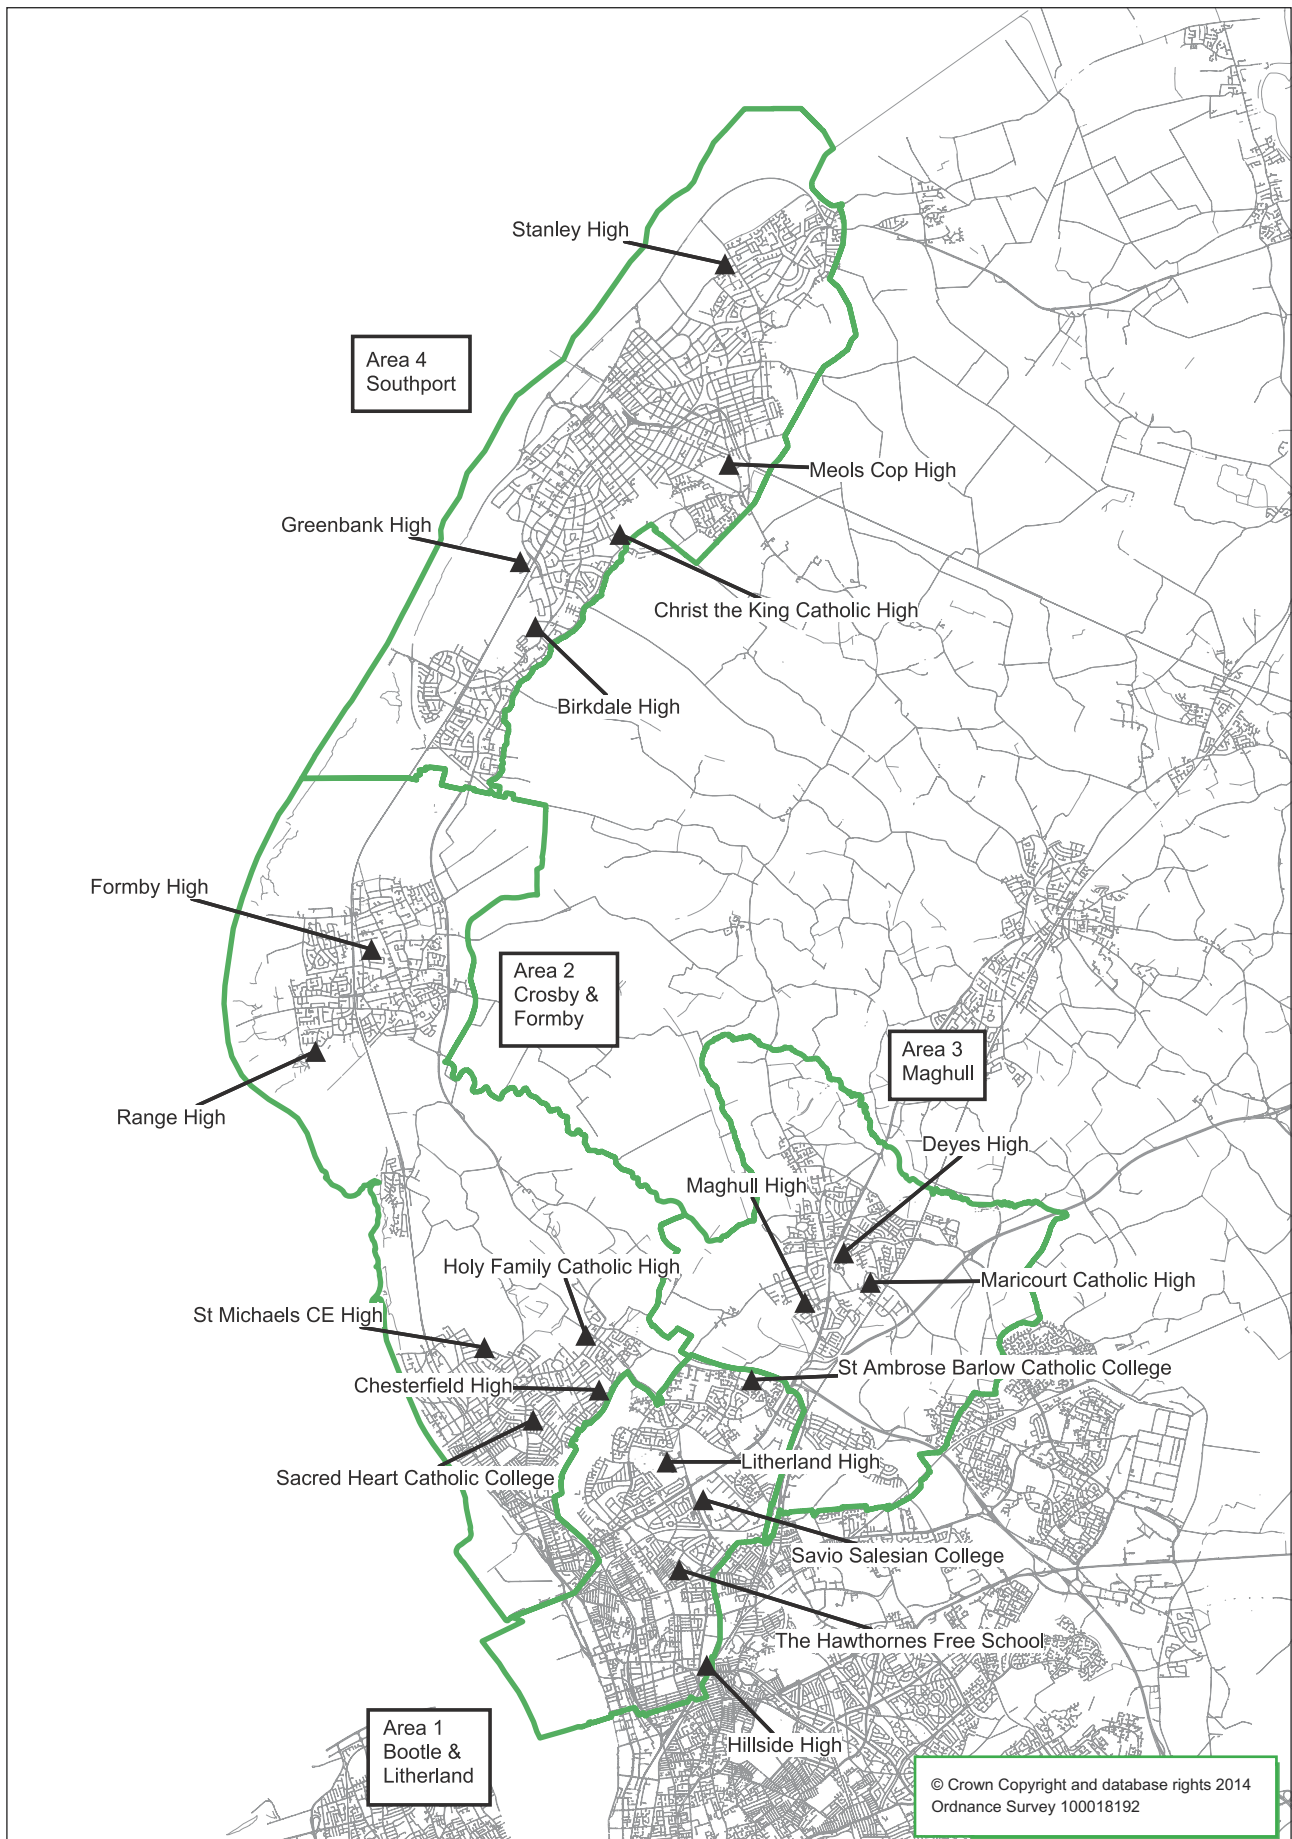 Stanley High
Area 4
Southport
Meols Cop High
Greenbank High
Christ the King Catholic High
Birkdale High
Formby High
Area 2
Crosby &
Formby
Area 3
Maghull
Range High
Deyes High
Maghull High
Holy Family Catholic High
Maricourt Catholic High
St Michaels CE High
St Ambrose Barlow Catholic College
Chesterfield High
Litherland High
Sacred Heart Catholic College
Savio Salesian College
The Hawthornes Free School
Area 1
Bootle &
Litherland
Hillside High
© Crown Copyright and database rights 2014
Ordnance Survey 100018192